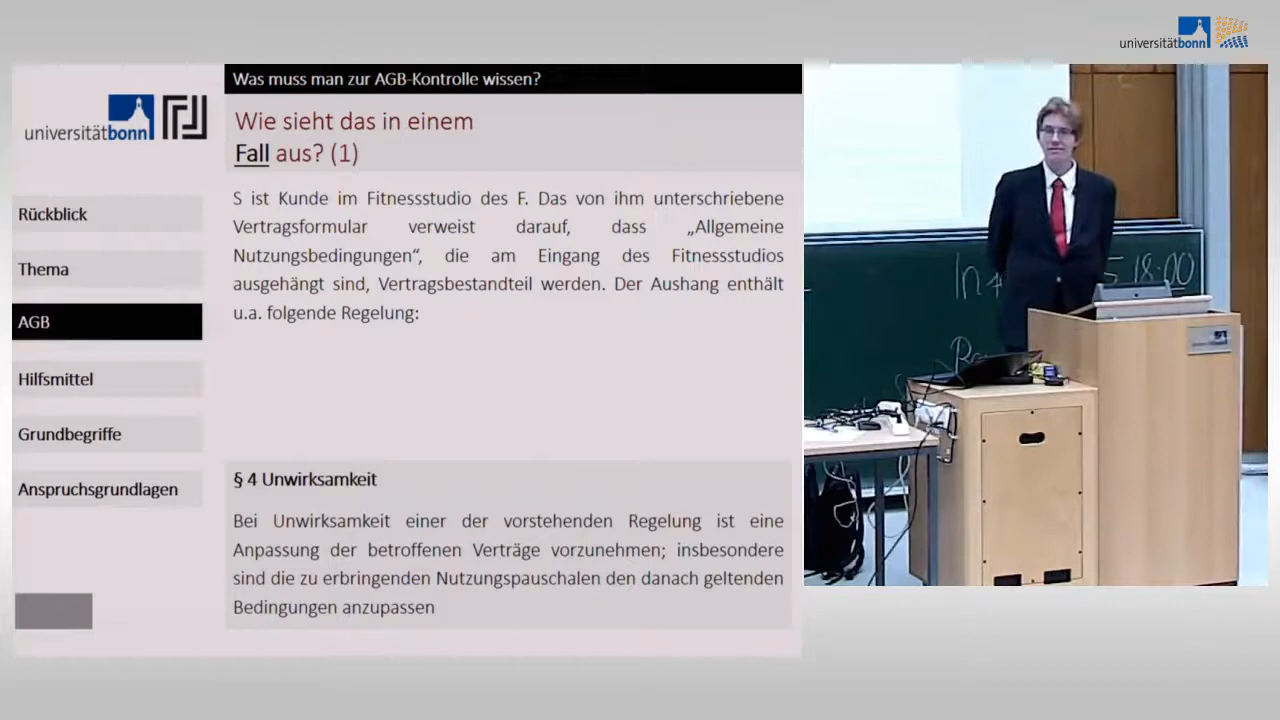 universitätbonn
Was muss man zur AGB-Kontrolle wissen?
universitätbonn
Wie sieht das in einem
Fall aus? (1)
S ist Kunde im Fitnessstudio des F. Das von ihm unterschriebene
Vertragsformular verweist darauf, dass „Allgemeine
Nutzungsbedingungen“, die am Eingang des Fitnessstudios
ausgehängt sind, Vertragsbestandteil werden. Der Aushang enthält
u.a. folgende Regelung:
Rückblick
Thema
AGB
Hilfsmittel
Grundbegriffe
Anspruchsgrundlagen
§ 4 Unwirksamkeit
Bei Unwirksamkeit einer der vorstehenden Regelung ist eine
Anpassung der betroffenen Verträge vorzunehmen; insbesondere
sind die zu erbringenden Nutzungspauschalen den danach geltenden
Bedingungen anzupassen
18:00